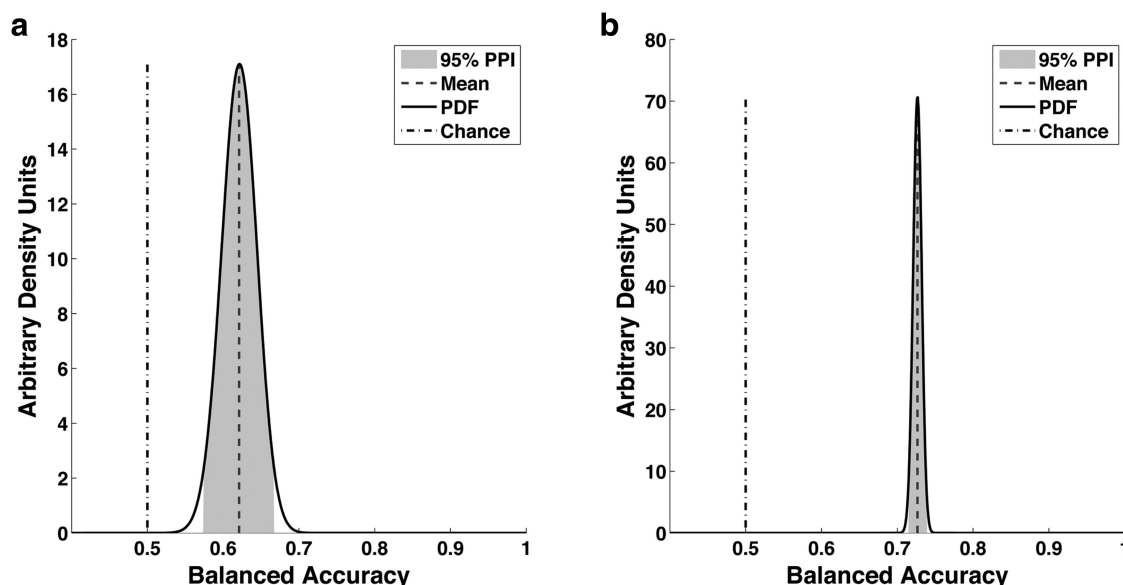 a
18
16
14
12
10
8
6
4
2
0
Arbitrary Density Units
0.5 0.6 0.7 0.8 0.9 1
Balanced Accuracy
95% PPI
Mean
PDF
Chance
b
80
70
60
50
40
30
20
10
0
Arbitrary Density Units
0.5 0.6 0.7 0.8 0.9 1
Balanced Accuracy
95% PPI
Mean
PDF
Chance